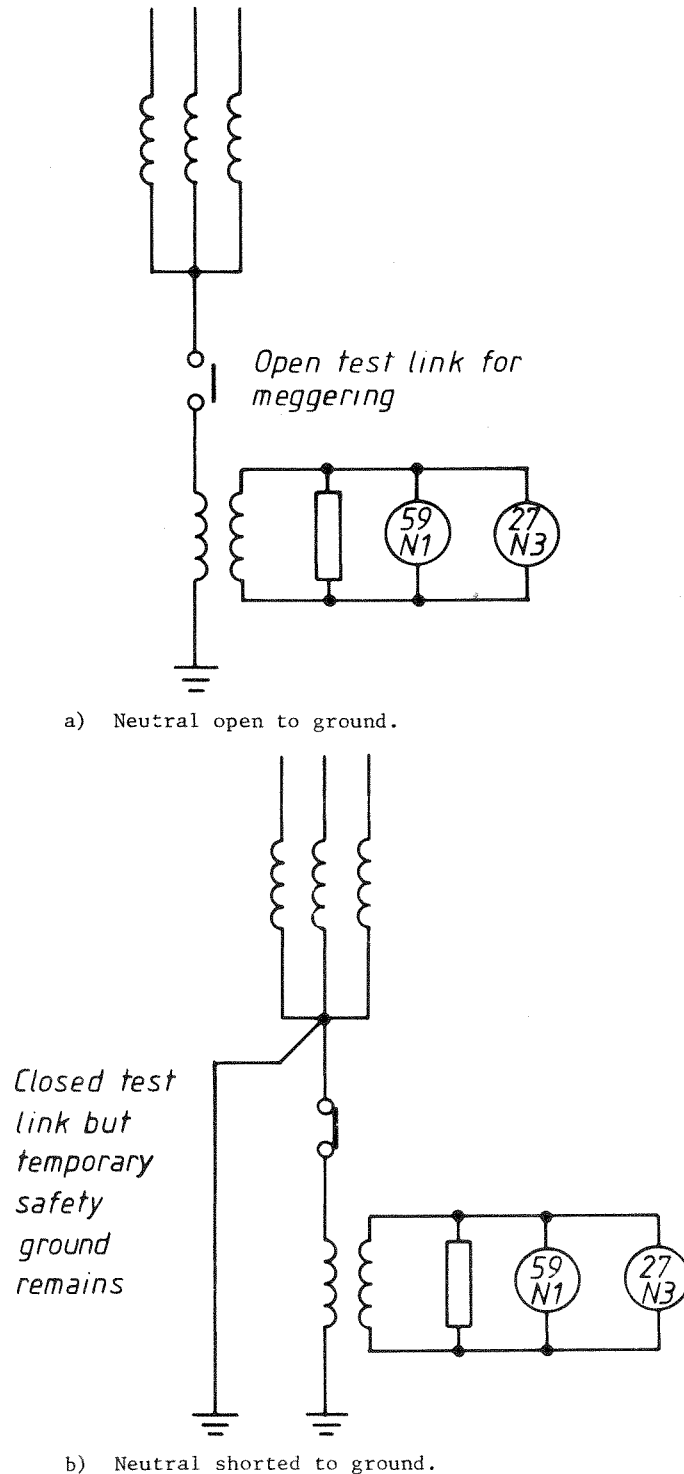 Open test link for
meggering
59
N1
27
N3
a) Neutral open to ground.
Closed test
link but
temporary
safety
ground
remains
59
N1
27
N3
b) Neutral shorted to ground.